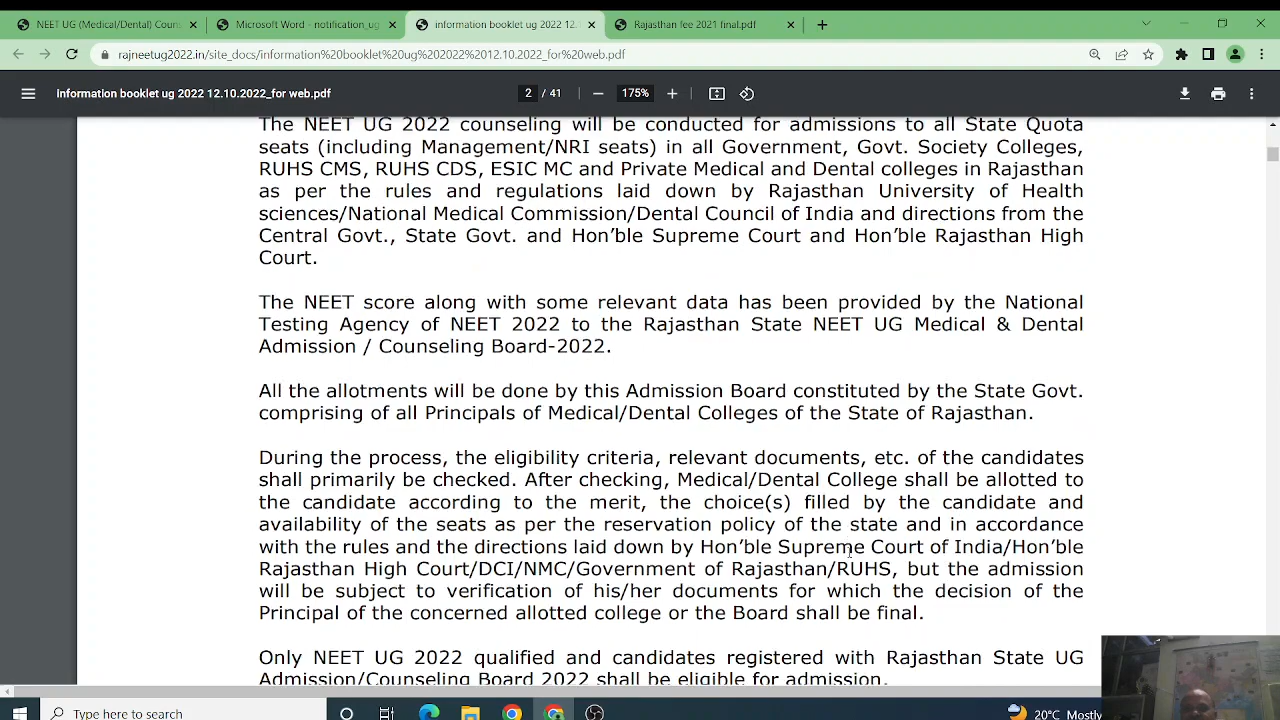 NEET UG (Medical/Dental) Coun
Microsoft Word - notification_ug
information booklet ug 2022 12.
Rajasthan fee 2021 final.pdf
rajneetug2022.in/site_docs/information%20booklet%20ug%202022%2012.10.2022_for%20web.pdf
information booklet ug 2022 12.10.2022_for web.pdf
2 / 41
175%
The NEET UG 2022 counseling will be conducted for admissions to all State Quota
seats (including Management/NRI seats) in all Government, Govt. Society Colleges,
RUHS CMS, RUHS CDS, ESIC MC and Private Medical and Dental colleges in Rajasthan
as per the rules and regulations laid down by Rajasthan University of Health
sciences/National Medical Commission/Dental Council of India and directions from the
Central Govt., State Govt. and Hon’ble Supreme Court and Hon’ble Rajasthan High
Court.
The NEET score along with some relevant data has been provided by the National
Testing Agency of NEET 2022 to the Rajasthan State NEET UG Medical & Dental
Admission / Counseling Board-2022.
All the allotments will be done by this Admission Board constituted by the State Govt.
comprising of all Principals of Medical/Dental Colleges of the State of Rajasthan.
During the process, the eligibility criteria, relevant documents, etc. of the candidates
shall primarily be checked. After checking, Medical/Dental College shall be allotted to
the candidate according to the merit, the choice(s) filled by the candidate and
availability of the seats as per the reservation policy of the state and in accordance
with the rules and the directions laid down by Hon’ble Supreme Court of India/Hon’ble
Rajasthan High Court/DCI/NMC/Government of Rajasthan/RUHS, but the admission
will be subject to verification of his/her documents for which the decision of the
Principal of the concerned allotted college or the Board shall be final.
Only NEET UG 2022 qualified and candidates registered with Rajasthan State UG
Admission/Counseling Board 2022 shall be eligible for admission.
Type here to search
20°C Mostly